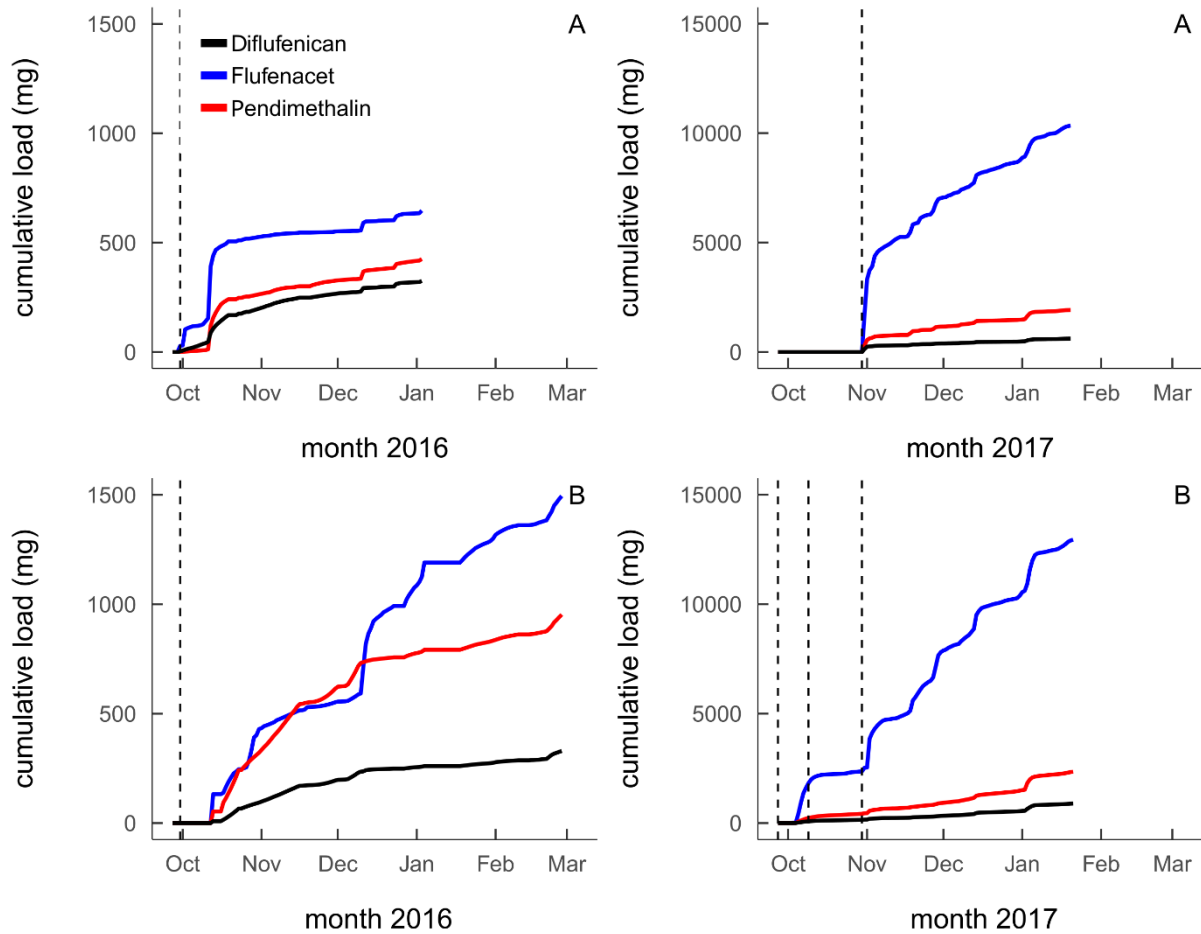 1500
A
Diflufenican
Flufenacet
Pendimethalin
1000
500
0
cumulative load (mg)
Oct Nov Dec Jan Feb Mar
month 2016
15000
A
10000
5000
0
cumulative load (mg)
Oct Nov Dec Jan Feb Mar
month 2017
1500
B
1000
500
0
cumulative load (mg)
Oct Nov Dec Jan Feb Mar
month 2016
15000
B
10000
5000
0
cumulative load (mg)
Oct Nov Dec Jan Feb Mar
month 2017